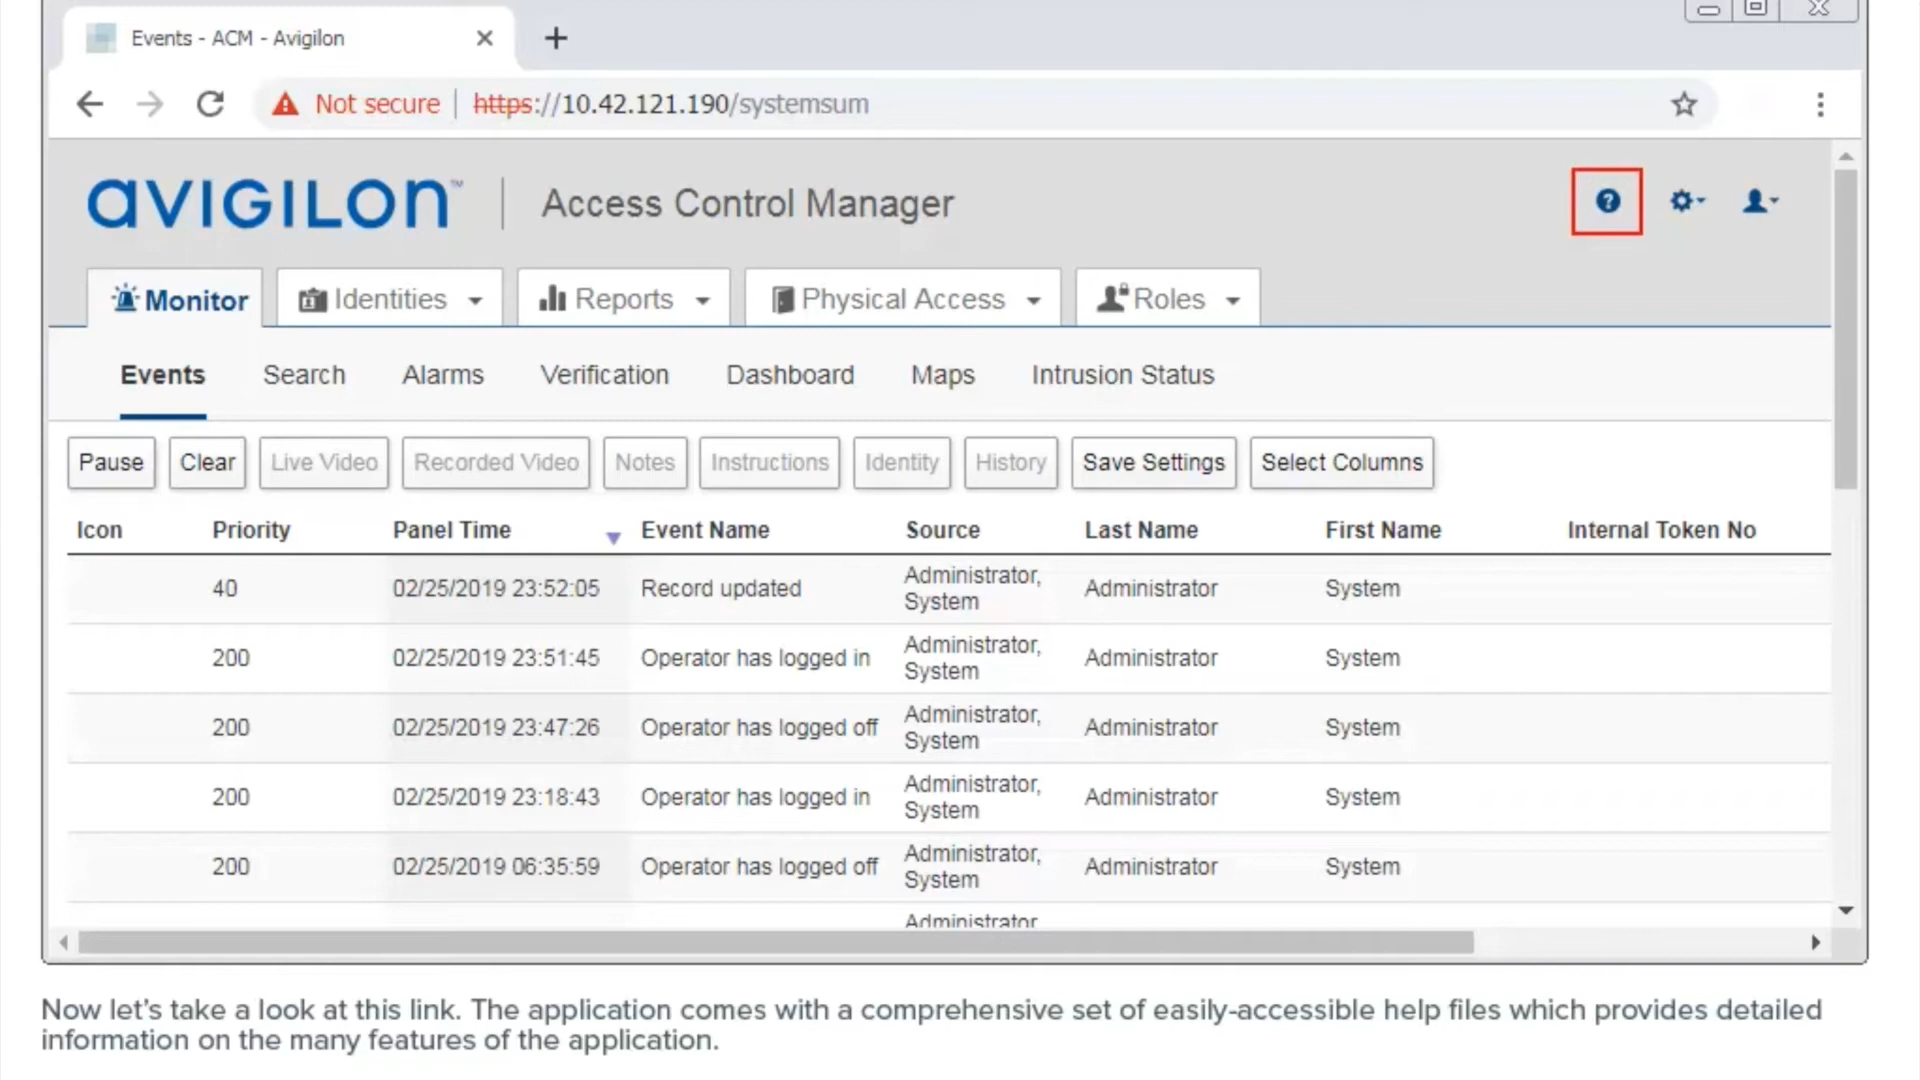 Events - ACM - Avigilon
Not secure | https://10.42.121.190/systemsum
avigilon™ Access Control Manager
Monitor Identities Reports Physical Access Roles
Events Search Alarms Verification Dashboard Maps Intrusion Status
Pause Clear Live Video Recorded Video Notes Instructions Identity History Save Settings Select Columns
Icon Priority Panel Time Event Name Source Last Name First Name Internal Token No
40 02/25/2019 23:52:05 Record updated Administrator, System Administrator System
200 02/25/2019 23:51:45 Operator has logged in Administrator, System Administrator System
200 02/25/2019 23:47:26 Operator has logged off Administrator, System Administrator System
200 02/25/2019 23:18:43 Operator has logged in Administrator, System Administrator System
200 02/25/2019 06:35:59 Operator has logged off Administrator, System Administrator System
Administrator
Now let's take a look at this link. The application comes with a comprehensive set of easily-accessible help files which provides detailed
information on the many features of the application.